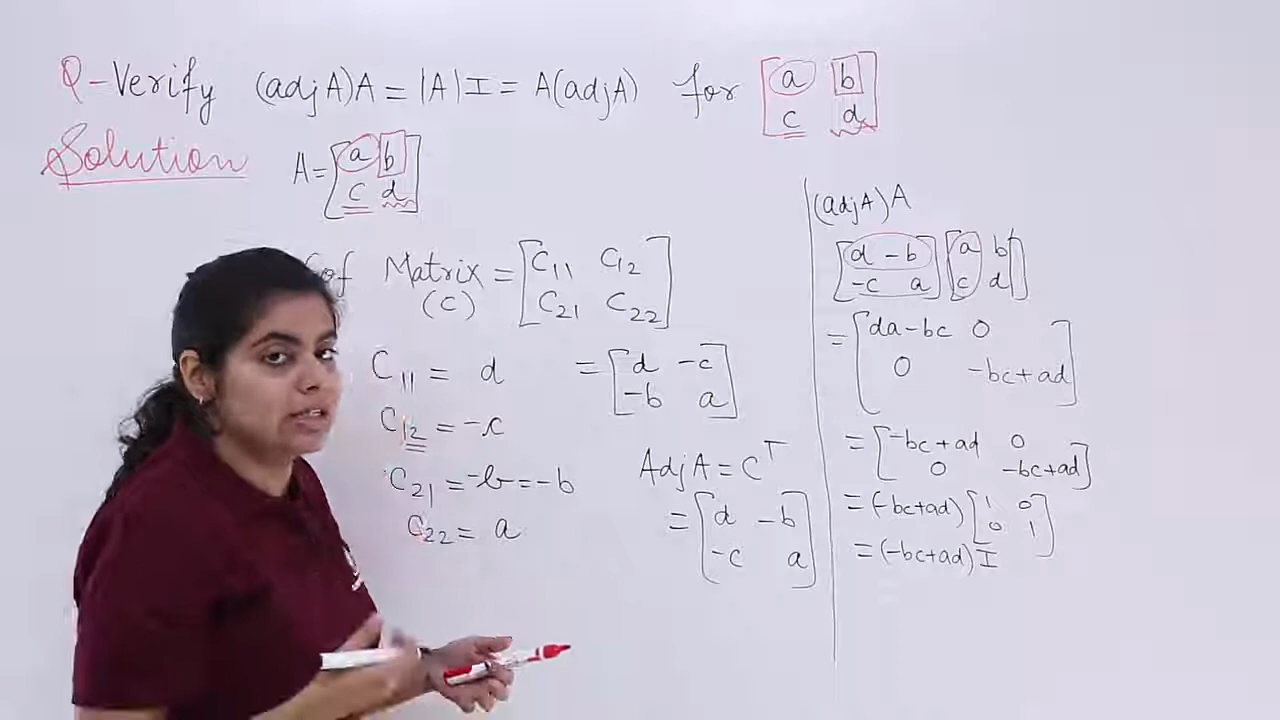 Q-Verify (adjA)A = |A|I = A(adjA) for [a b
c d]
Solution A = [a b
c d]
Cof Matrix = [C11 C12
(C) C21 C22]
C11 = d = [d -c
-b a]
C12 = -c
C21 = -b = -b
C22 = a
AdjA = C^T
= [d -b
-c a]
(adjA)A
[d -b
-c a] [a b
c d]
= [da-bc 0
0 -bc+ad]
= [-bc+ad 0
0 -bc+ad]
= (-bc+ad) [1 0
0 1]
= (-bc+ad) I